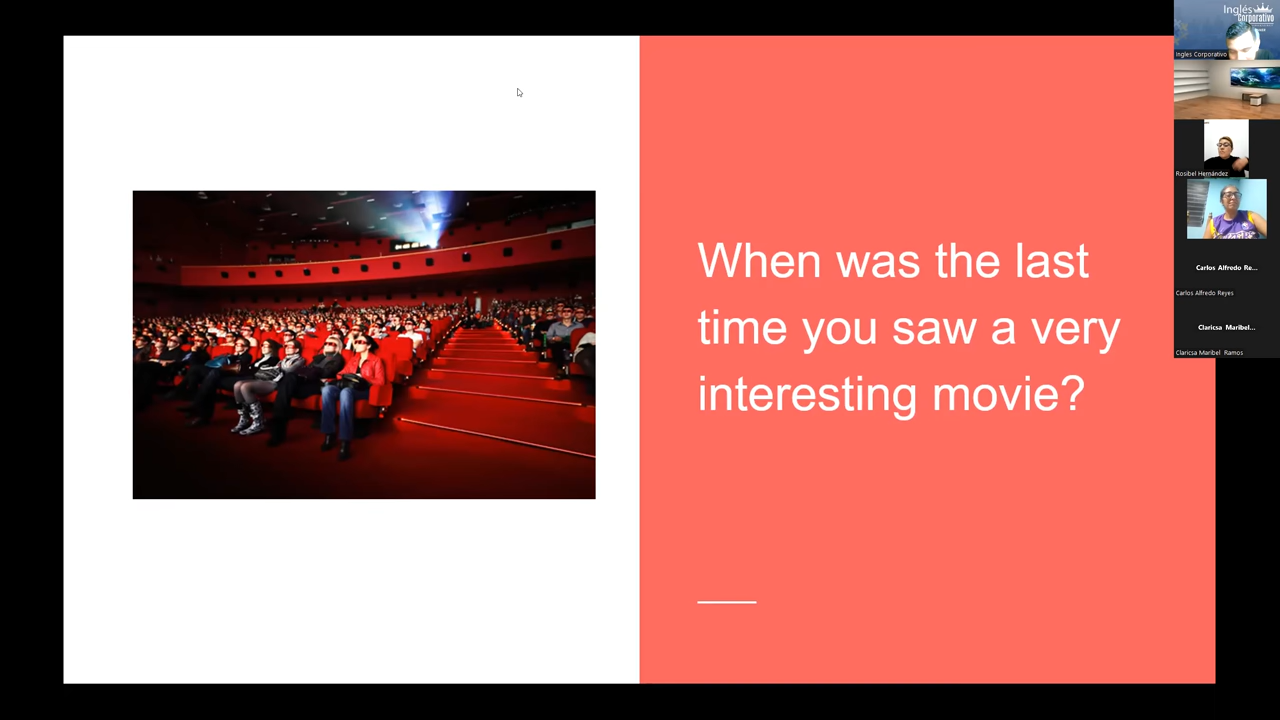 When was the last
time you saw a very
interesting movie?
Inglés
Corporativo
Ingles Corporativo
Rosibel Hernández
Carlos Alfredo Re...
Carlos Alfredo Reyes
Claricsa Maribel...
Claricsa Maribel Ramos